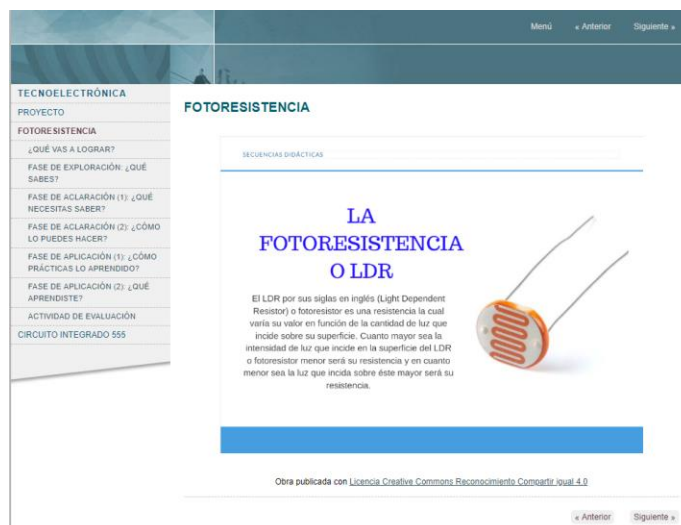 Menú
« Anterior
Siguiente »
TECNOELECTRÓNICA
PROYECTO
FOTORESISTENCIA
¿QUÉ VAS A LOGRAR?
FASE DE EXPLORACIÓN: ¿QUÉ
SABES?
FASE DE ACLARACIÓN (1): ¿QUÉ
NECESITAS SABER?
FASE DE ACLARACIÓN (2): ¿CÓMO
LO PUEDES HACER?
FASE DE APLICACIÓN (1): ¿CÓMO
PRÁCTICAS LO APRENDIDO?
FASE DE APLICACIÓN (2): ¿QUÉ
APRENDISTE?
ACTIVIDAD DE EVALUACIÓN
CIRCUITO INTEGRADO 555
FOTORESISTENCIA
SECUENCIAS DIDÁCTICAS
LA
FOTORESISTENCIA
O LDR
El LDR por sus siglas en inglés (Light Dependent
Resistor) o fotoresistor es una resistencia la cual
varía su valor en función de la cantidad de luz que
incide sobre su superficie. Cuanto mayor sea la
intensidad de luz que incide en la superficie del LDR
o fotoresistor menor será su resistencia y en cuanto
menor sea la luz que incida sobre éste mayor será su
resistencia.
Obra publicada con Licencia Creative Commons Reconocimiento Compartir igual 4.0
« Anterior
Siguiente »